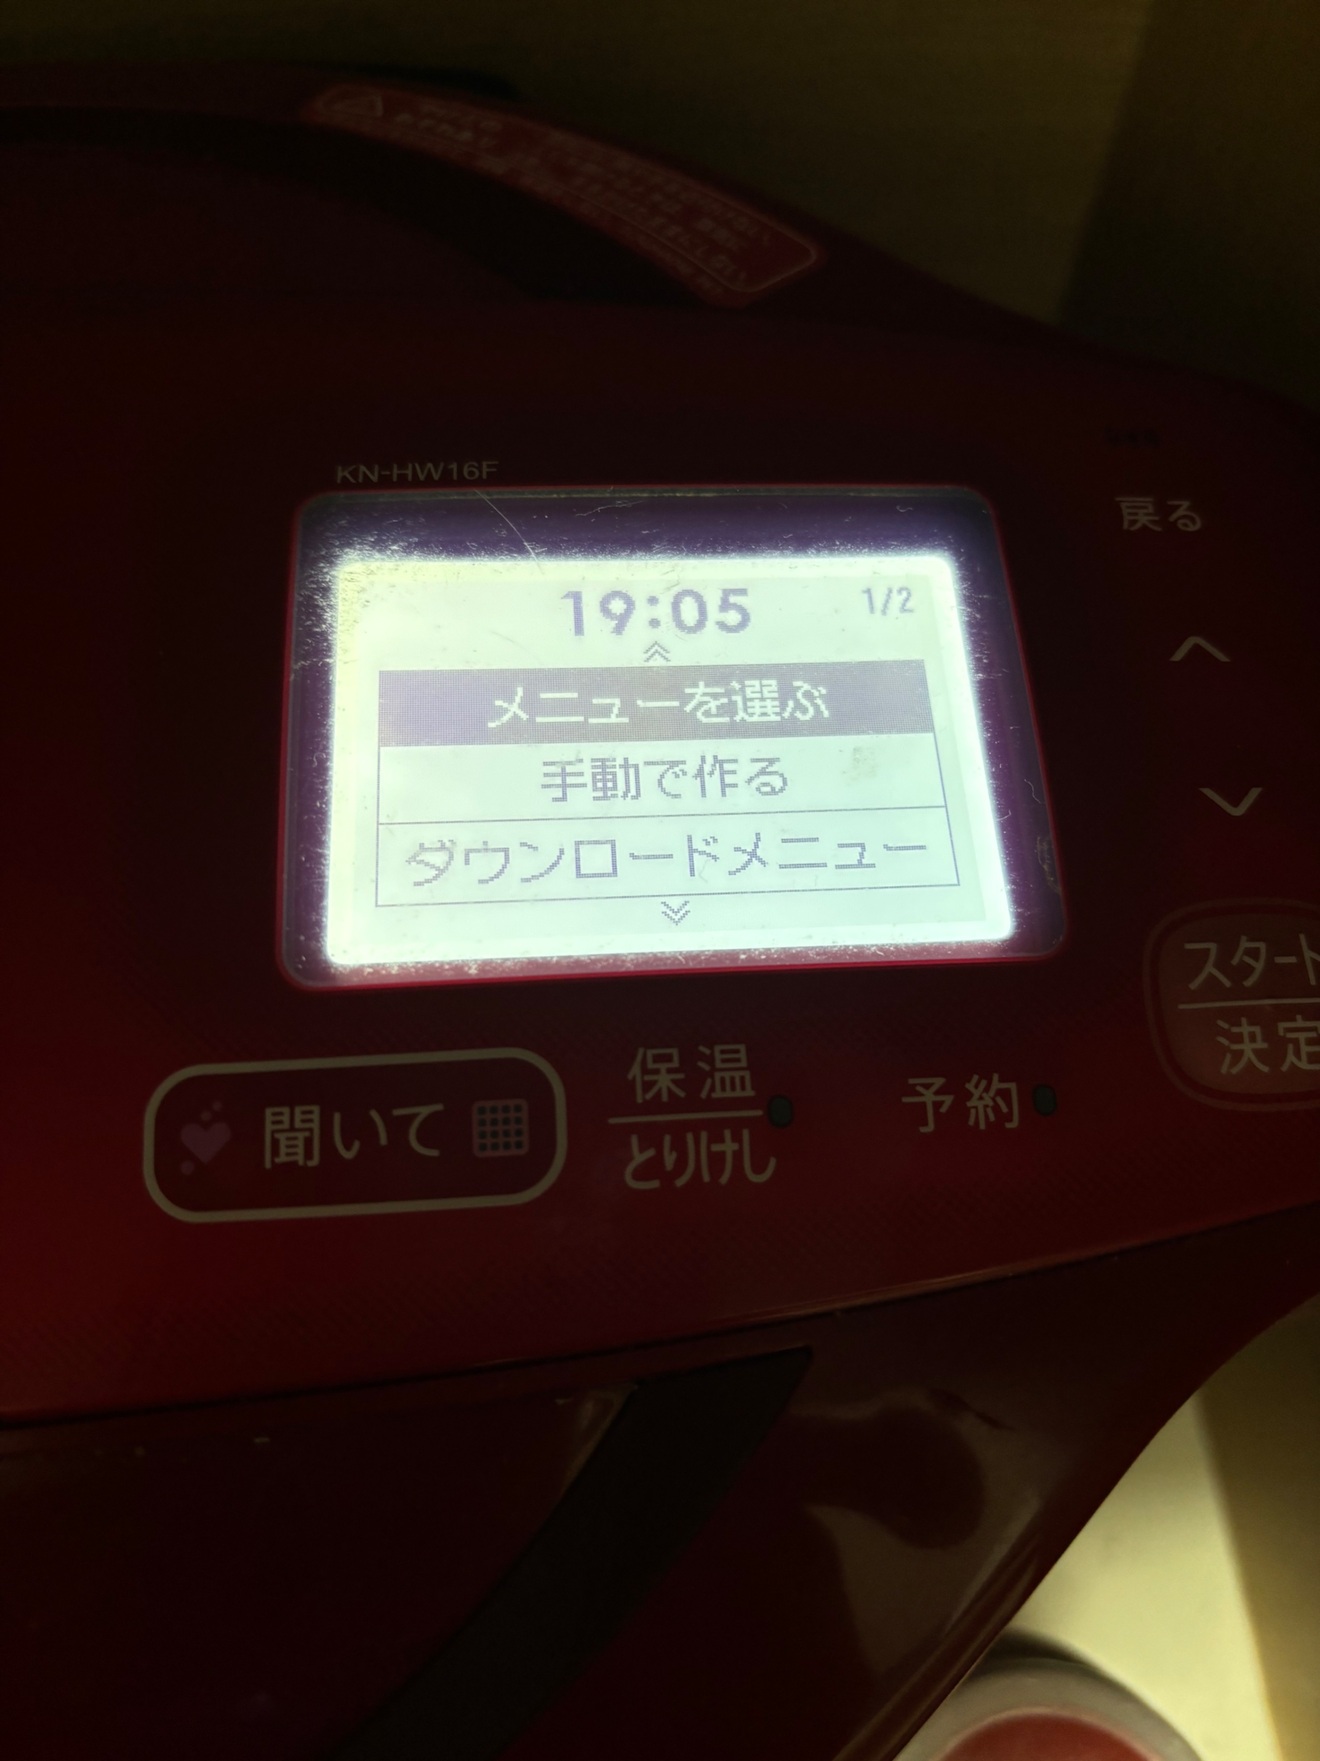 KN-HW16F
戻る
19:05
1/2
メニューを選ぶ
手動で作る
ダウンロードメニュー
スタート
決定
聞いて
保温
とりけし
予約